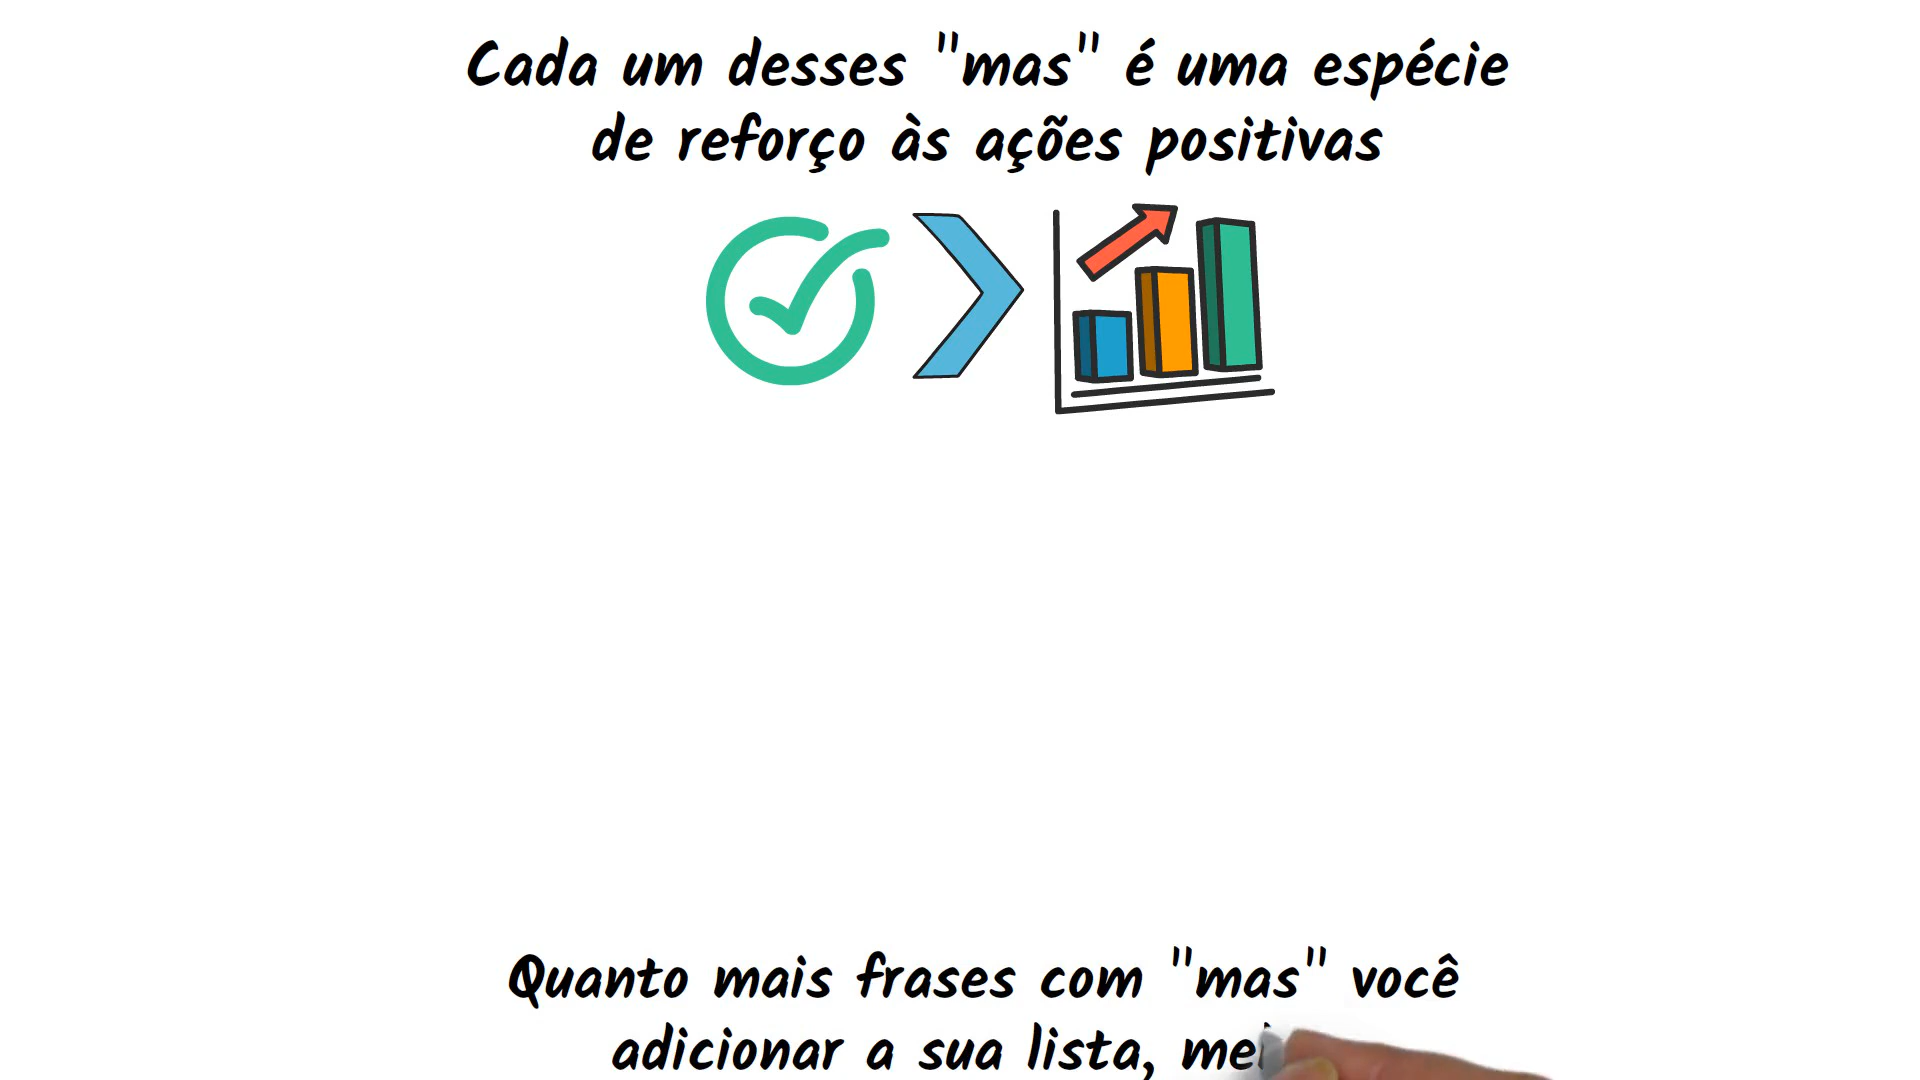 Cada um desses "mas" é uma espécie
de reforço às ações positivas
Quanto mais frases com "mas" você
adicionar a sua lista,